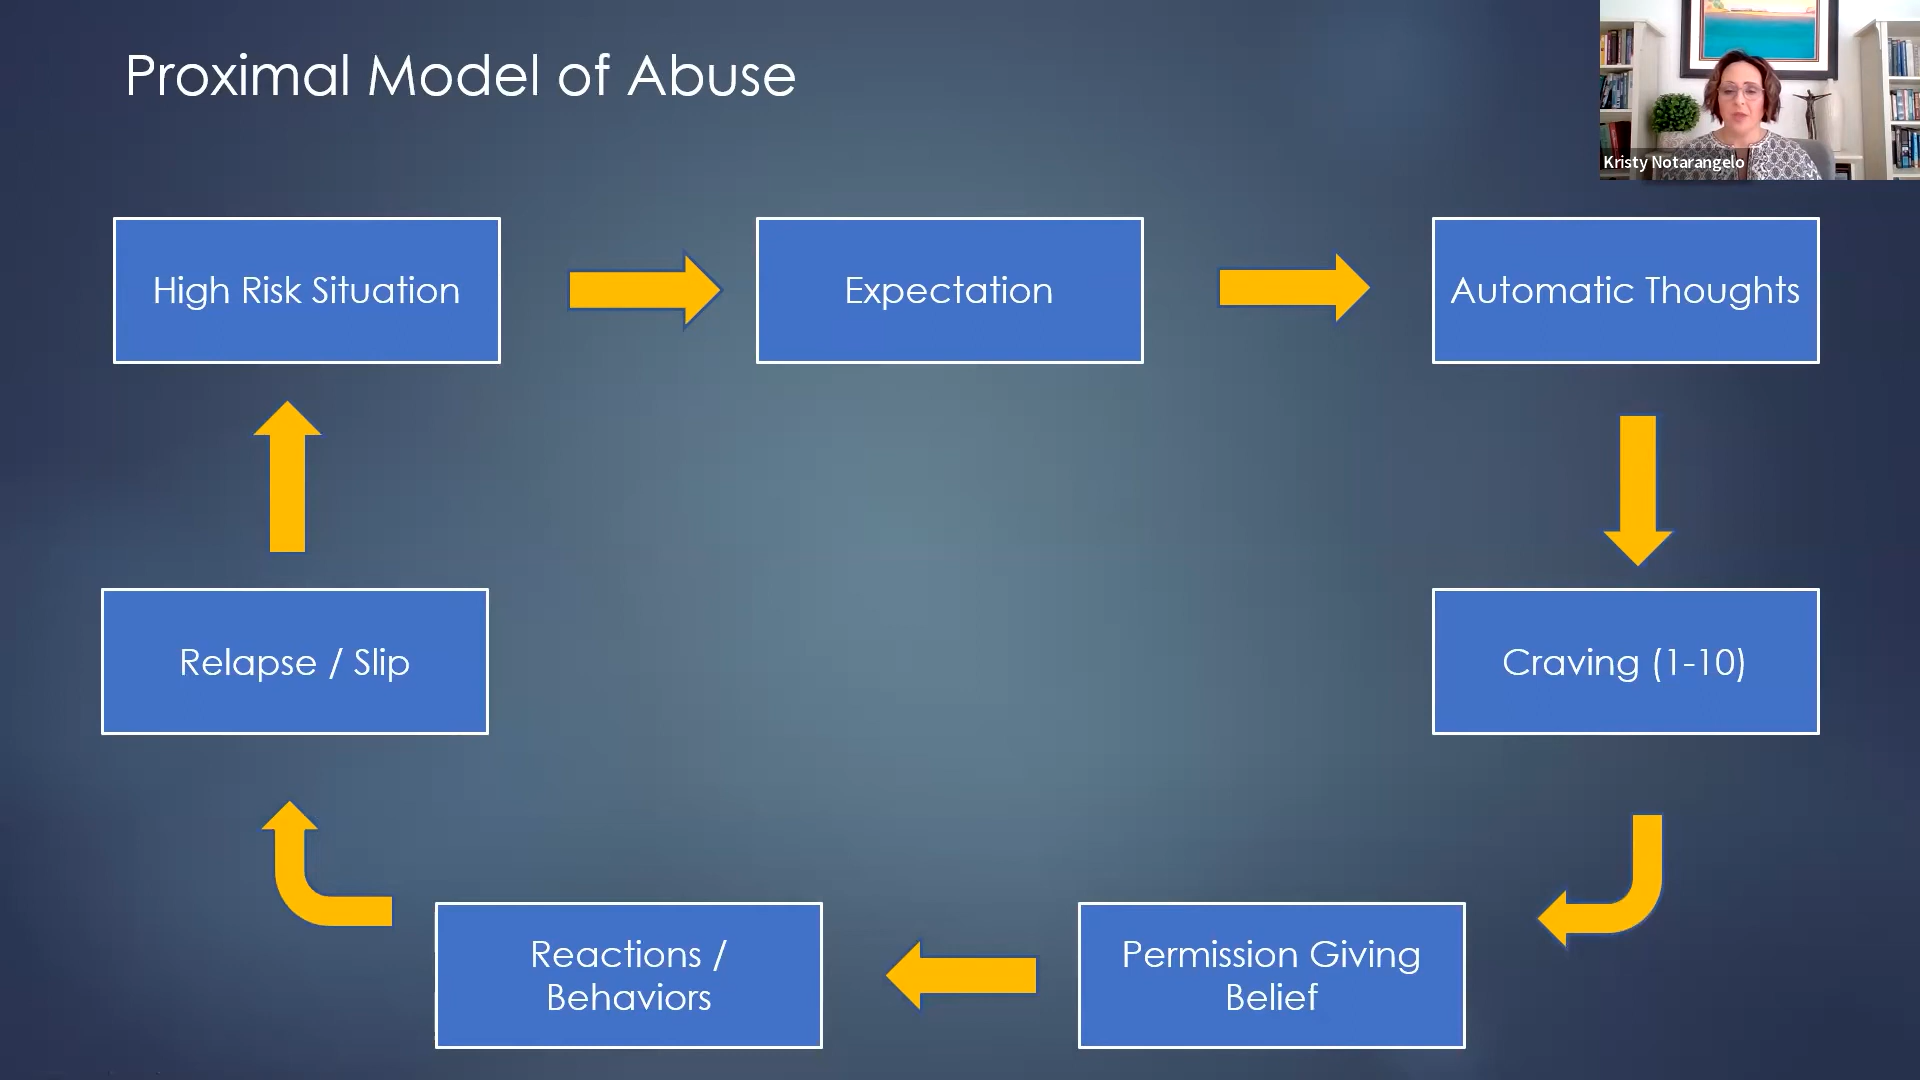 Proximal Model of Abuse
Kristy Notarangelo
High Risk Situation
Expectation
Automatic Thoughts
Relapse / Slip
Craving (1-10)
Reactions /
Behaviors
Permission Giving
Belief